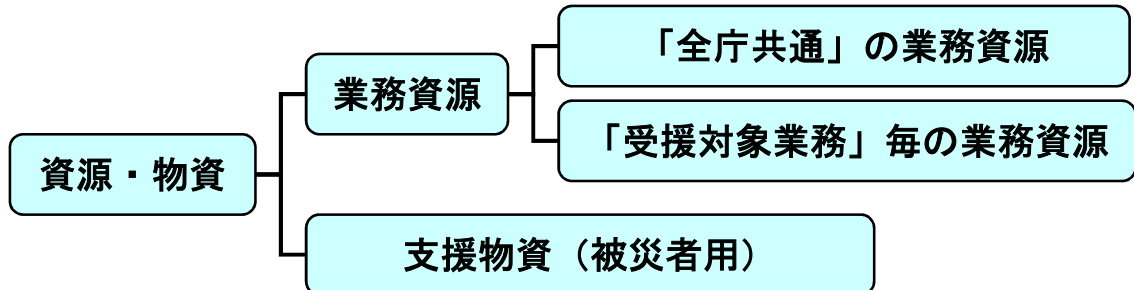 「全庁共通」の業務資源
業務資源
「受援対象業務」毎の業務資源
資源・物資
支援物資（被災者用）